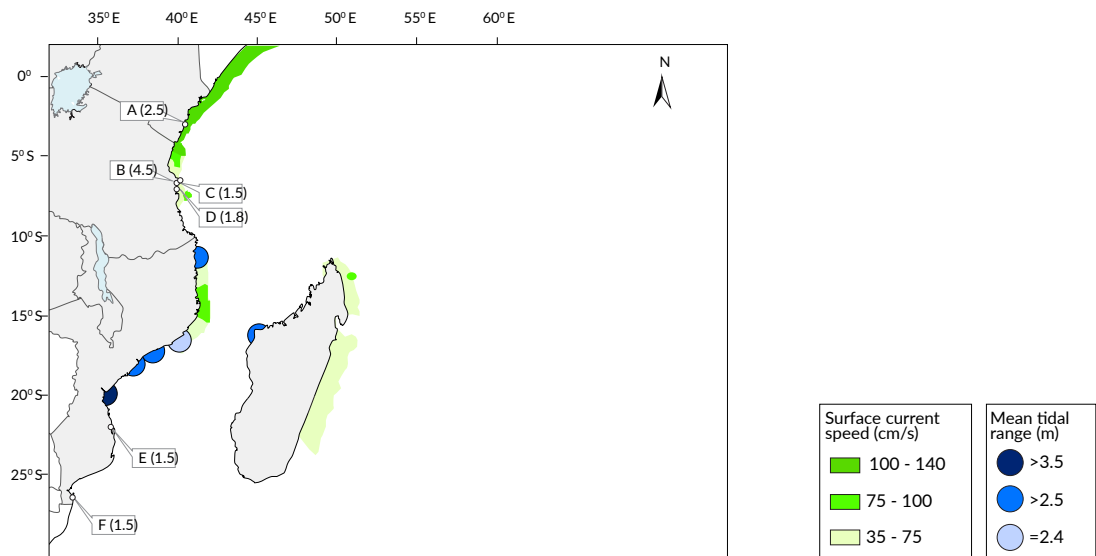 35° E 40° E 45° E 50° E 55° E 60° E
N
0°
A (2.5)
5° S
B (4.5)
C (1.5)
D (1.8)
10° S
15° S
20° S
E (1.5)
25° S
F (1.5)
Surface current
speed (cm/s)
100 - 140
75 - 100
35 - 75
Mean tidal
range (m)
>3.5
>2.5
=2.4